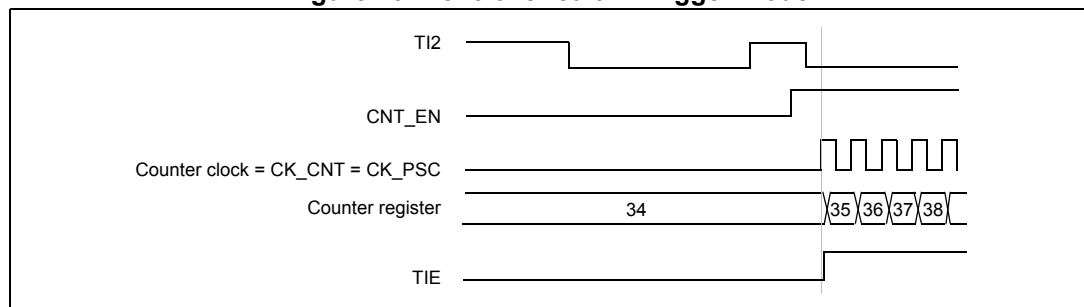 TI2
CNT_EN
Counter clock = CK_CNT = CK_PSC
Counter register 34 35 36 37 38
TIE